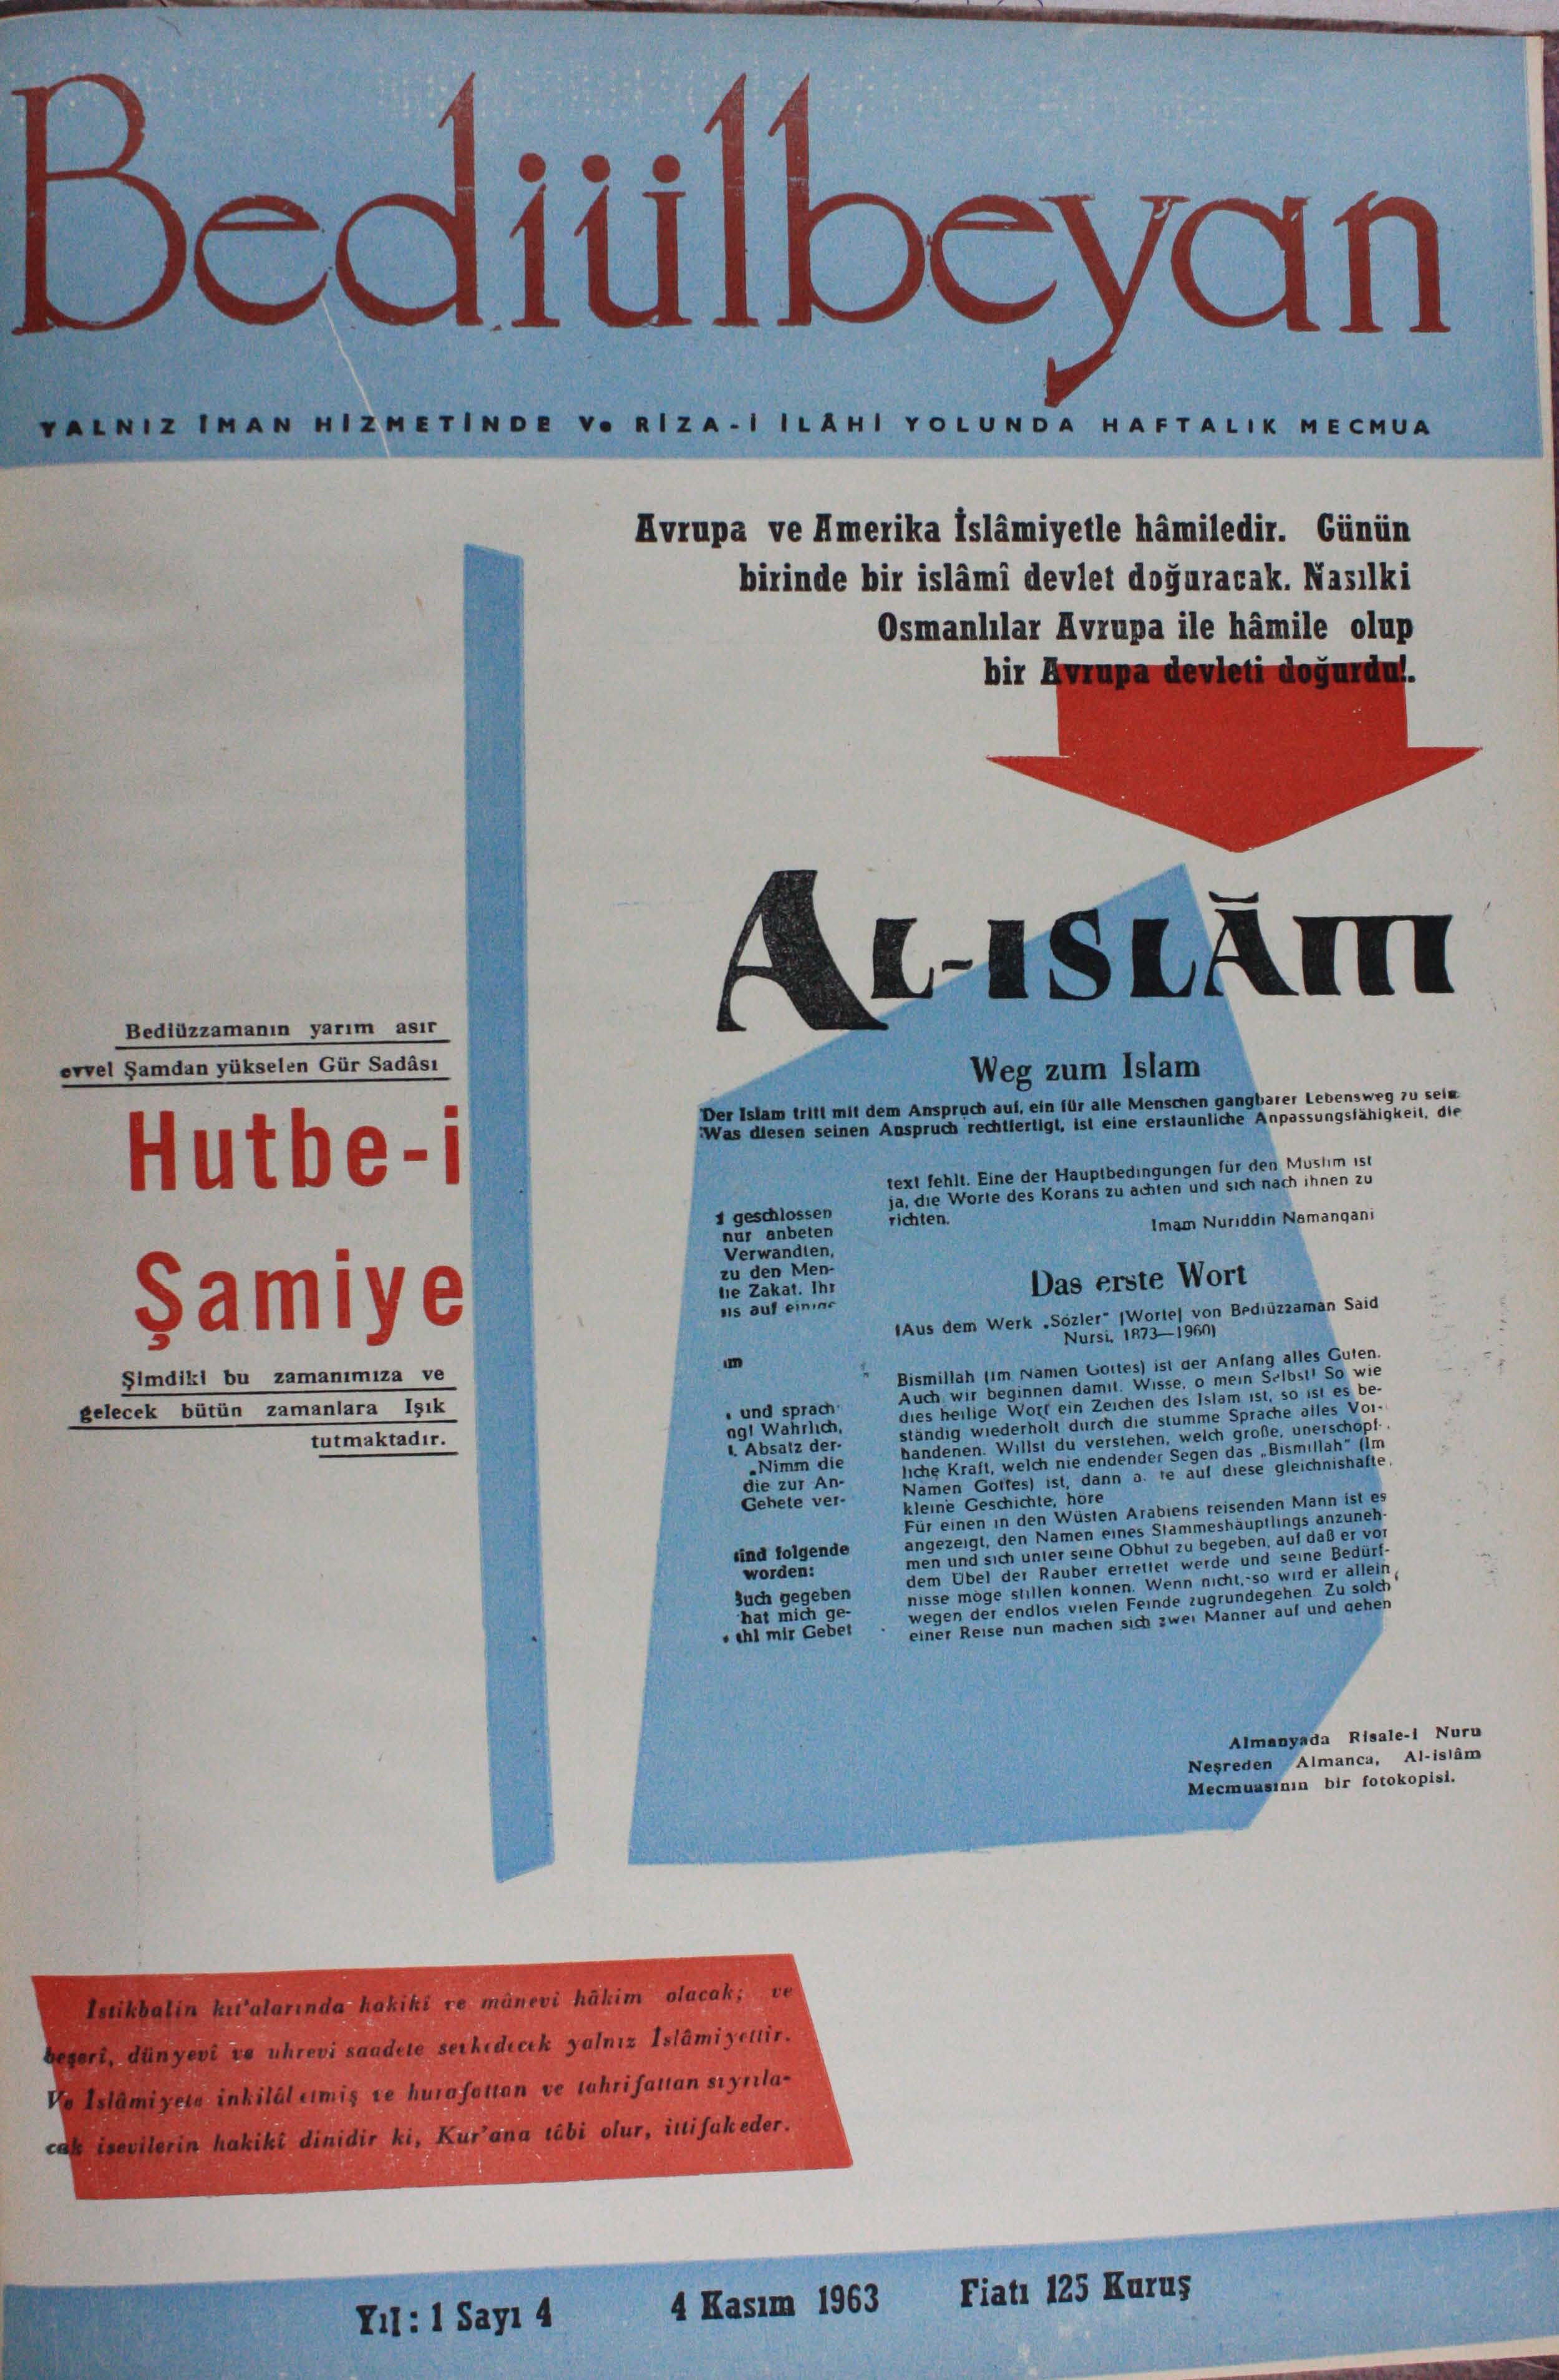 Bediülbeyan
YALNIZ İMAN HİZMETİNDE Ve RİZA-İ İLÂHİ YOLUNDA HAFTALIK MECMUA
Avrupa ve Amerika İslâmiyetle hâmiledir. Günün
birinde bir islâmî devlet doğuracak. Nasılki
Osmanlılar Avrupa ile hâmile olup
bir Avrupa devleti doğurdu!.
Bediüzzamanın yarım asır
evvel Şamdan yükselen Gür Sadâsı
Hutbe-i
Şamiye
Şimdiki bu zamanımıza ve
gelecek bütün zamanlara Işık
tutmaktadır.
AL-ISLĀM
Weg zum Islam
Der Islam tritt mit dem Anspruch auf, ein für alle Menschen gangbarer Lebensweg zu sein
Was diesen seinen Anspruch rechtfertigt, ist eine erstaunliche Anpassungsfähigkeit, die
geschlossen
nur anbeten
Verwandten,
zu den Men-
lie Zakat. Ihr
auf
im
und sprach
Wahrlich,
Absatz der-
„Nimm die
die zur An-
Gebete ver-
sind folgende
worden:
Buch gegeben
hat mich ge-
mir Gebet
text fehlt. Eine der Hauptbedingungen für den Muslim ist
ja, die Worte des Korans zu achten und sich nach ihnen zu
richten.
Imam Nuriddin Namangani
Das erste Wort
(Aus dem Werk „Sözler" [Worte] von Bediüzzaman Said
Nursi, 1873—1960)
Bismillah (im Namen Gottes) ist der Anfang alles Guten.
Auch wir beginnen damit. Wisse, o mein Selbst! So wie
dies heilige Wort ein Zeichen des Islam ist, so ist es be-
ständig wiederholt durch die stumme Sprache alles Vor-
handenen. Willst du verstehen, welch große, unerschöpf-
liche Kraft, welch nie endender Segen das „Bismillah" (Im
Namen Gottes) ist, dann auf diese gleichnishafte
kleine Geschichte, höre
Für einen in den Wüsten Arabiens reisenden Mann ist es
angezeigt, den Namen eines Stammeshäuptlings anzuneh-
men und sich unter seine Obhut zu begeben, auf daß er vor
dem Übel der Räuber errettet werde und seine Bedürf-
nisse möge stillen können. Wenn nicht, so wird er allein,
wegen der endlos vielen Feinde zugrundegehen Zu solch
einer Reise nun machen sich zwei Männer auf und gehen
Almanyada Risale-i Nuru
Neşreden Almanca, Al-islâm
Mecmuasının bir fotokopisi.
İstikbalin kıt'alarında hakikî ve mânevi hâkim olacak; ve
beşeri, dünyevî ve uhrevi saadete sevkedecek yalnız İslâmiyettir.
Ve İslâmiyete inkilâl etmiş ve hurafattan ve tahrifattan sıyrıla-
cak isevilerin hakiki dinidir ki, Kur'ana tâbi olur, ittifak eder.
Yıl : 1 Sayı 4 4 Kasım 1963 Fiatı 125 Kuruş